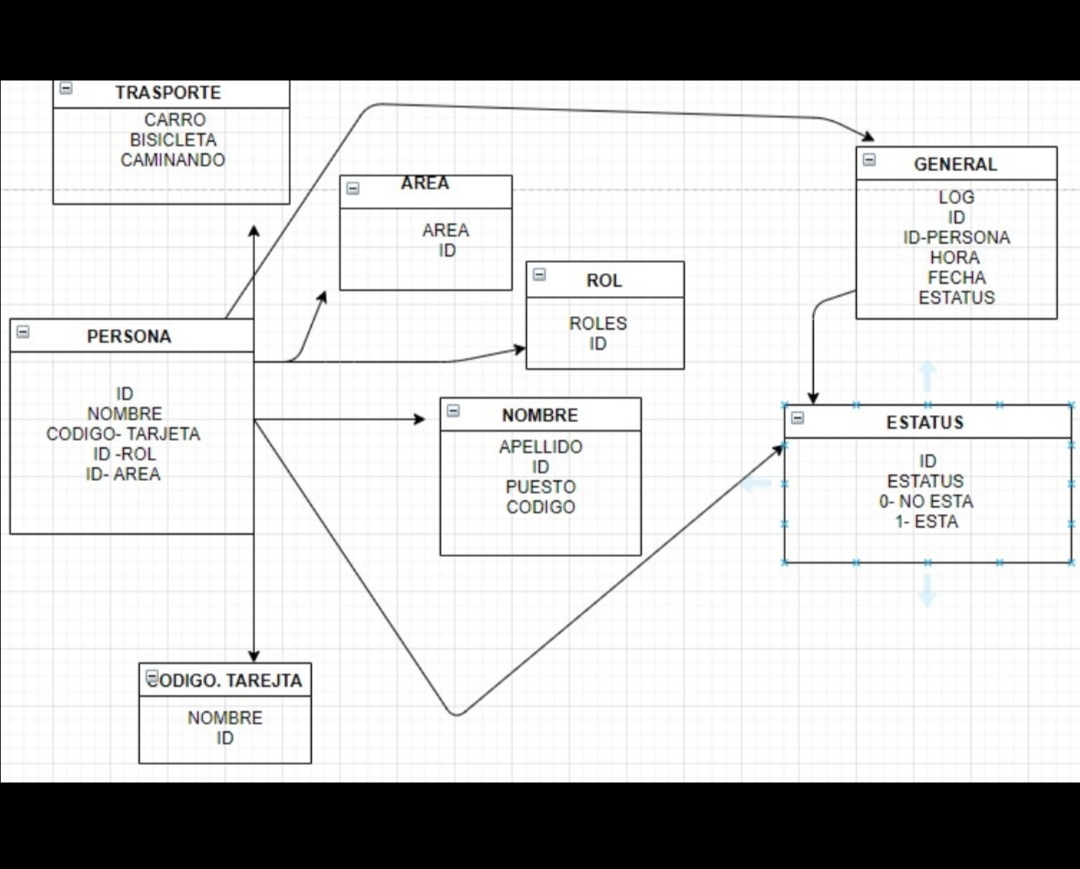 TRASPORTE
CARRO
BISICLETA
CAMINANDO
AREA
AREA
ID
GENERAL
LOG
ID
ID-PERSONA
HORA
FECHA
ESTATUS
ROL
ROLES
ID
PERSONA
ID
NOMBRE
CODIGO- TARJETA
ID -ROL
ID- AREA
NOMBRE
APELLIDO
ID
PUESTO
CODIGO
ESTATUS
ID
ESTATUS
0- NO ESTA
1- ESTA
CODIGO. TAREJTA
NOMBRE
ID